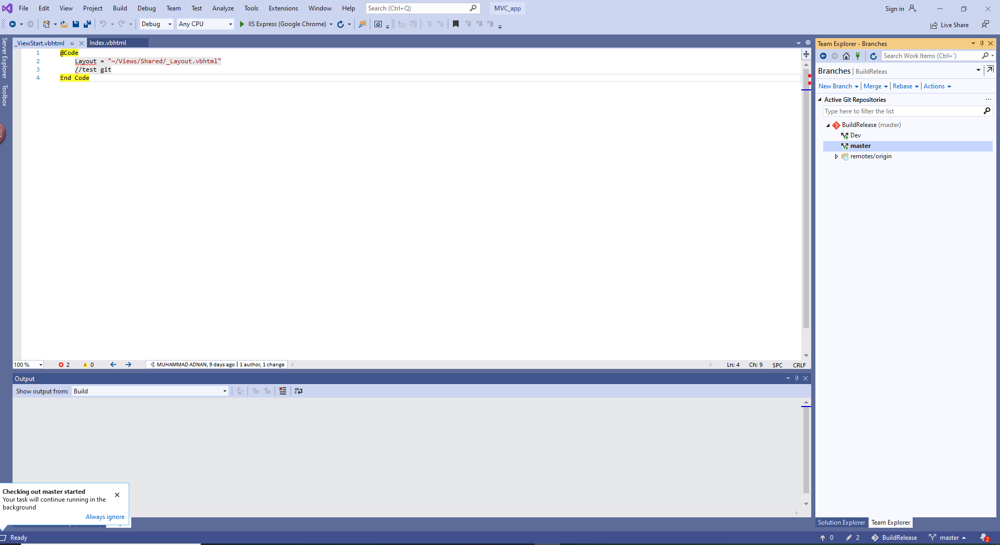 File Edit View Project Build Debug Team Test Analyze Tools Extensions Window Help Search (Ctrl+Q) MVC_app Sign in
Debug Any CPU IIS Express (Google Chrome) Live Share
Server Explorer
Toolbox
_ViewStart.vbhtml Index.vbhtml
1 @Code
2 Layout = "~/Views/Shared/_Layout.vbhtml"
3 //test git
4 End Code
100 % 2 0 MUHAMMAD ADNAN, 9 days ago | 1 author, 1 change Ln: 4 Ch: 9 SPC CRLF
Output
Show output from: Build
Team Explorer - Branches
Search Work Items (Ctrl+')
Branches | BuildReleas
New Branch Merge Rebase Actions
Active Git Repositories
Type here to filter the list
BuildRelease (master)
Dev
master
remotes/origin
Checking out master started
Your task will continue running in the
background
Always ignore
Solution Explorer Team Explorer
Ready 0 2 BuildRelease master 2